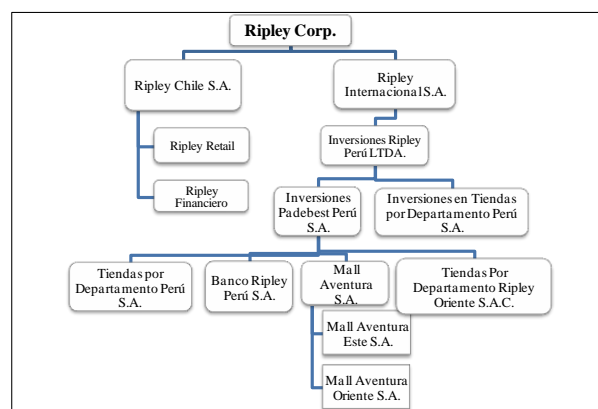 Ripley Corp.
Ripley Chile S.A.
Ripley
Internacional S.A.
Ripley Retail
Inversiones Ripley
Perú LTDA.
Ripley
Financiero
Inversiones
Padebest Perú
S.A.
Inversiones en Tiendas
por Departamento Perú
S.A.
Tiendas por
Departamento Perú
S.A.
Banco Ripley
Perú S.A.
Mall
Aventura
S.A.
Tiendas Por
Departamento Ripley
Oriente S.A.C.
Mall Aventura
Este S.A.
Mall Aventura
Oriente S.A.